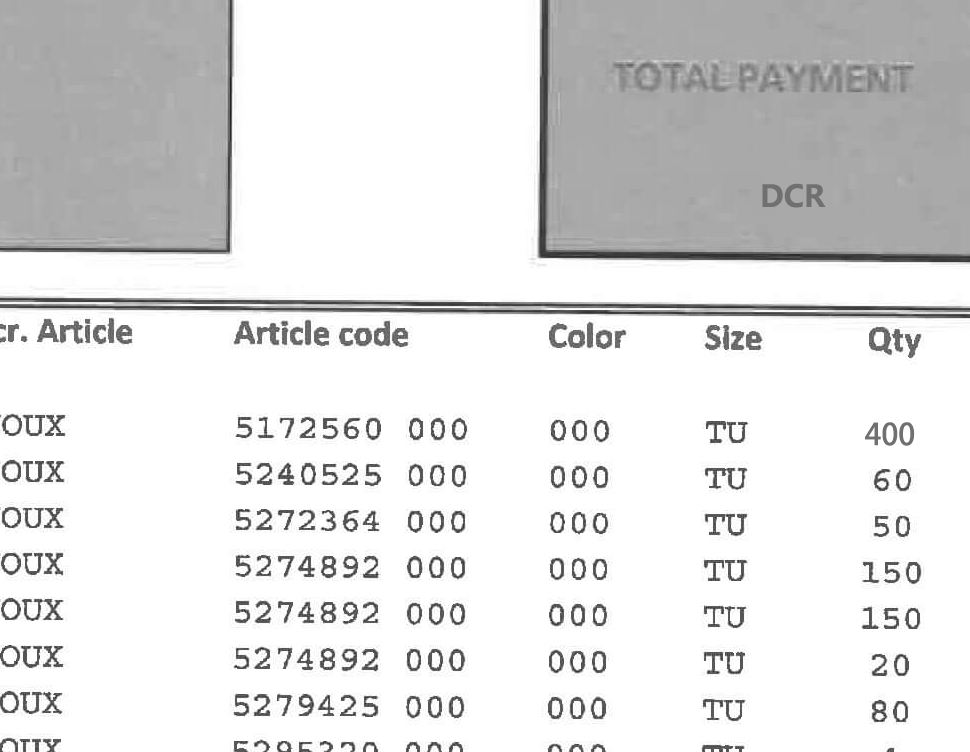 TOTAL PAYMENT
DCR
cr. Article Article code Color Size Qty
OUX 5172560 000 000 TU 400
OUX 5240525 000 000 TU 60
OUX 5272364 000 000 TU 50
OUX 5274892 000 000 TU 150
OUX 5274892 000 000 TU 150
OUX 5274892 000 000 TU 20
OUX 5279425 000 000 TU 80
OUX 5295320 000 000 TU